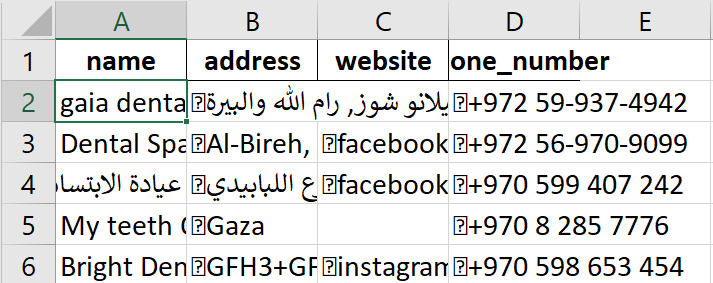 A B C D E
1 name address website one_number
2 gaia denta يلانو شوز, رام الله والبيرة +972 59-937-4942
3 Dental Spa Al-Bireh, facebook +972 56-970-9099
4 عيادة الابتسا ع اللبابيدي facebook +970 599 407 242
5 My teeth Gaza +970 8 285 7776
6 Bright Den GFH3+GF instagram +970 598 653 454